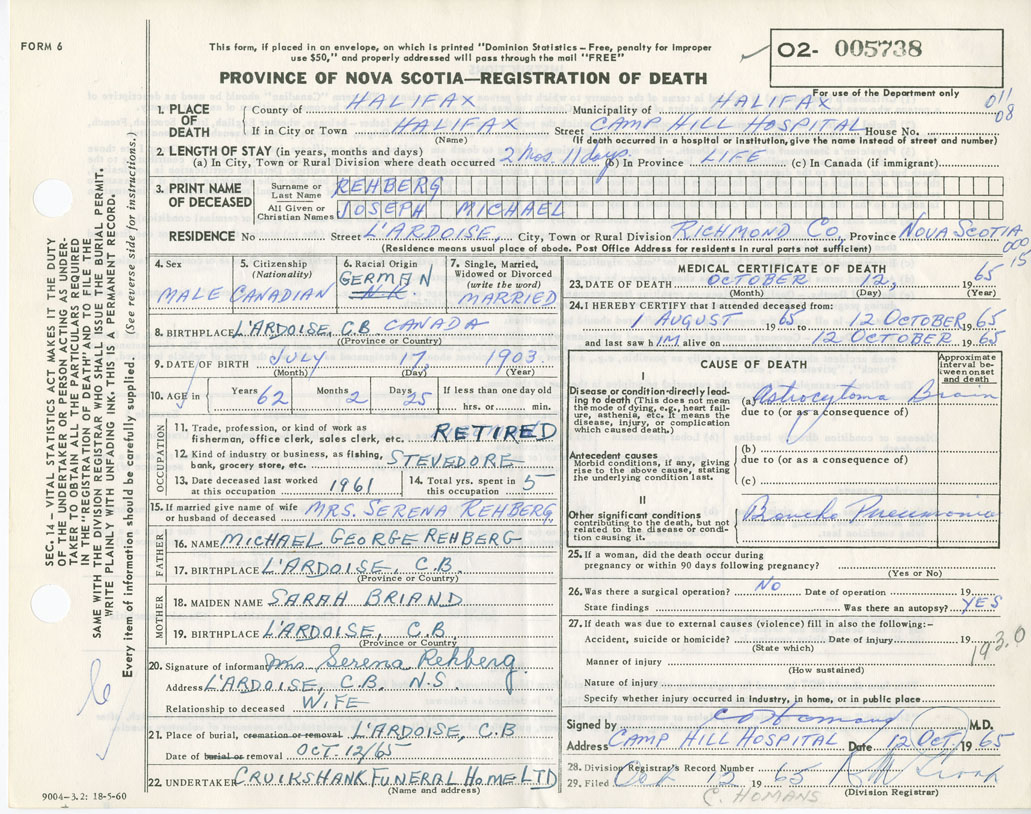 FORM 6
This form, if placed in an envelope, on which is printed "Dominion Statistics – Free, penalty for improper
use $50," and properly addressed will pass through the mail "FREE"
O2- 005738
PROVINCE OF NOVA SCOTIA—REGISTRATION OF DEATH
For use of the Department only
011
08
1. PLACE OF DEATH County of HALIFAX Municipality of HALIFAX
If in City or Town HALIFAX Street CAMP HILL HOSPITAL House No.
(Name) (If death occurred in a hospital or institution, give the name instead of street and number)
2. LENGTH OF STAY (in years, months and days)
(a) In City, Town or Rural Division where death occurred 2 Mos. 11 days (b) In Province LIFE (c) In Canada (if immigrant)
3. PRINT NAME OF DECEASED Surname or Last Name REHBERG
All Given or Christian Names JOSEPH MICHAEL
RESIDENCE No Street L'ARDOISE, City, Town or Rural Division RICHMOND CO, Province NOVA SCOTIA
(Residence means usual place of abode. Post Office Address for residents in rural parts not sufficient)
000
15
4. Sex MALE
5. Citizenship (Nationality) CANADIAN
6. Racial Origin GERMAN
7. Single, Married, Widowed or Divorced (write the word) MARRIED
8. BIRTHPLACE L'ARDOISE, C.B CANADA
(Province or Country)
9. DATE OF BIRTH JULY 17, 1903.
(Month) (Day) (Year)
10. AGE in Years 62 Months 2 Days 25 If less than one day old
hrs. or min.
OCCUPATION
11. Trade, profession, or kind of work as
fisherman, office clerk, sales clerk, etc. RETIRED
12. Kind of industry or business, as fishing,
bank, grocery store, etc. STEVEDORE
13. Date deceased last worked at this occupation 1961
14. Total yrs. spent in this occupation 5
15. If married give name of wife or husband of deceased MRS. SERENA REHBERG,
FATHER
16. NAME MICHAEL GEORGE REHBERG
17. BIRTHPLACE L'ARDOISE, C.B.
(Province or Country)
MOTHER
18. MAIDEN NAME SARAH BRIAND
19. BIRTHPLACE L'ARDOISE, C.B.
(Province or Country)
20. Signature of informant Mrs Serena Rehberg.
Address L'ARDOISE, C.B. N.S.
Relationship to deceased WIFE
21. Place of burial, cremation or removal L'ARDOISE, C.B
Date of burial or removal OCT. 12/65
22. UNDERTAKER CRUIKSHANK FUNERAL HOME LTD
(Name and address)
9004-3.2: 18-5-60
MEDICAL CERTIFICATE OF DEATH
23. DATE OF DEATH OCTOBER 12, 1965
(Month) (Day) (Year)
24. I HEREBY CERTIFY that I attended deceased from:
1 AUGUST 1965 to 12 OCTOBER, 1965
and last saw h IM alive on 12 OCTOBER 1965
CAUSE OF DEATH
Approximate interval between onset and death
I
Disease or condition directly leading to death (This does not mean the mode of dying, e.g., heart failure, asthenia, etc. It means the disease, injury, or complication which caused death.)
(a) Astrocytoma Brain
due to (or as a consequence of)
Antecedent causes
Morbid conditions, if any, giving rise to the above cause, stating the underlying condition last.
(b)
due to (or as a consequence of)
(c)
II
Other significant conditions
contributing to the death, but not related to the disease or condition causing it.
Broncho Pneumonia
25. If a woman, did the death occur during
pregnancy or within 90 days following pregnancy?
(Yes or No)
26. Was there a surgical operation? NO Date of operation 19
State findings Was there an autopsy? YES
27. If death was due to external causes (violence) fill in also the following:–
Accident, suicide or homicide? Date of injury 19
(State which)
193.0
Manner of injury
(How sustained)
Nature of injury
Specify whether injury occurred in industry, in home, or in public place
Signed by C O Homans M.D.
Address CAMP HILL HOSPITAL Date 12 OCT, 1965
28. Division Registrar's Record Number
29. Filed Oct 12 1965
(Division Registrar)
C. HOMANS
SEC. 14 – VITAL STATISTICS ACT MAKES IT THE DUTY
OF THE UNDERTAKER OR PERSON ACTING AS UNDER-
TAKER TO OBTAIN ALL THE PARTICULARS REQUIRED
IN THE "REGISTRATION OF DEATH" AND TO FILE THE
SAME WITH THE DIVISION REGISTRAR WHO SHALL ISSUE THE BURIAL PERMIT.
WRITE PLAINLY WITH UNFADING INK. THIS IS A PERMANENT RECORD.
Every item of information should be carefully supplied. (See reverse side for instructions.)